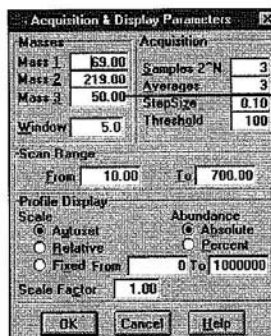 Acquisition & Display Parameters
Masses
Mass 1 69.00
Mass 2 219.00
Mass 3 50.00
Window 5.0
Acquisition
Samples 2^N 3
Averages 3
StepSize 0.10
Threshold 100
Scan Range
From 10.00 To 700.00
Profile Display
Scale
Autoset
Relative
Fixed From 0 To 1000000
Abundance
Absolute
Percent
Scale Factor 1.00
OK Cancel Help